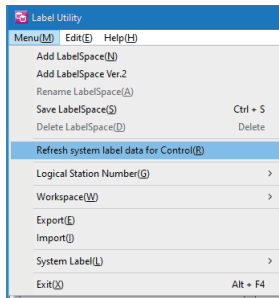 Label Utility
Menu(M) Edit(E) Help(H)
Add LabelSpace(N)
Add LabelSpace Ver.2
Rename LabelSpace(A)
Save LabelSpace(S) Ctrl + S
Delete LabelSpace(D) Delete
Refresh system label data for Control(R)
Logical Station Number(G) >
Workspace(W) >
Export(E)
Import(I)
System Label(L) >
Exit(X) Alt + F4